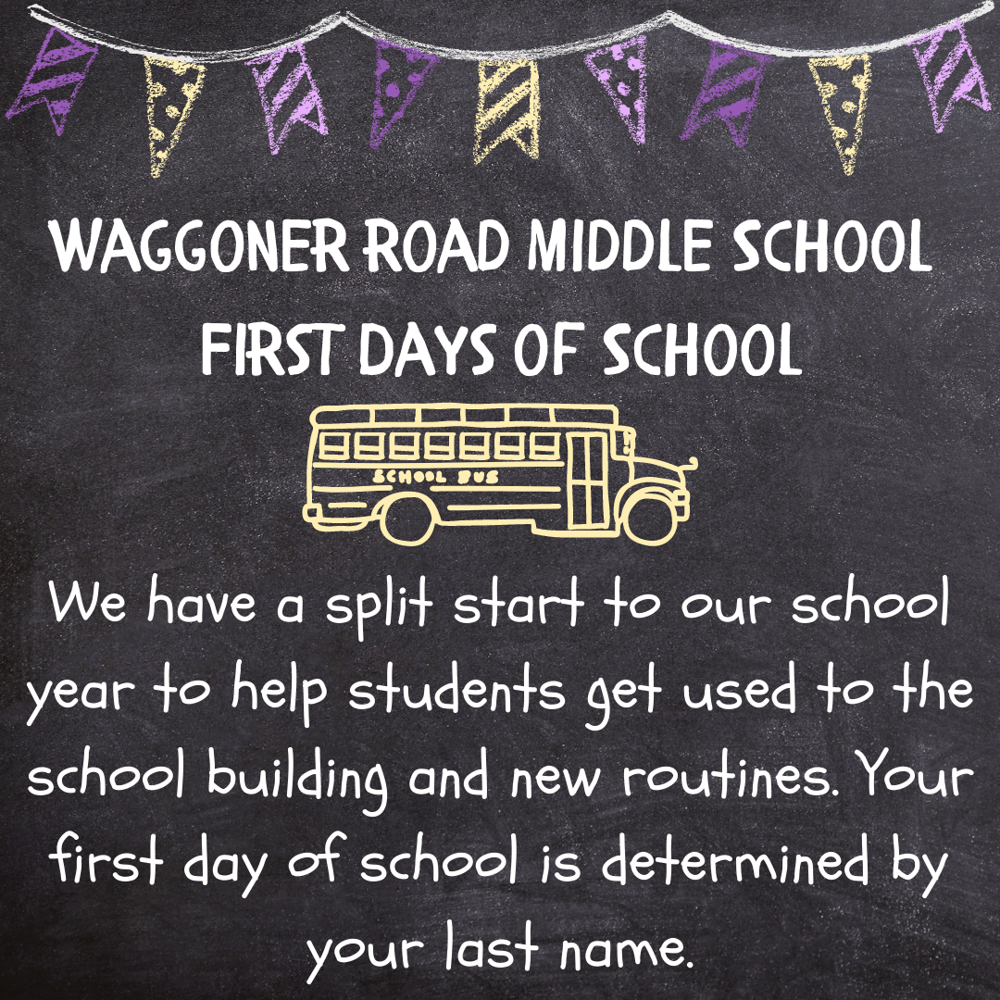 WAGGONER ROAD MIDDLE SCHOOL
FIRST DAYS OF SCHOOL
SCHOOL BUS
We have a split start to our school
year to help students get used to the
school building and new routines. Your
first day of school is determined by
your last name.